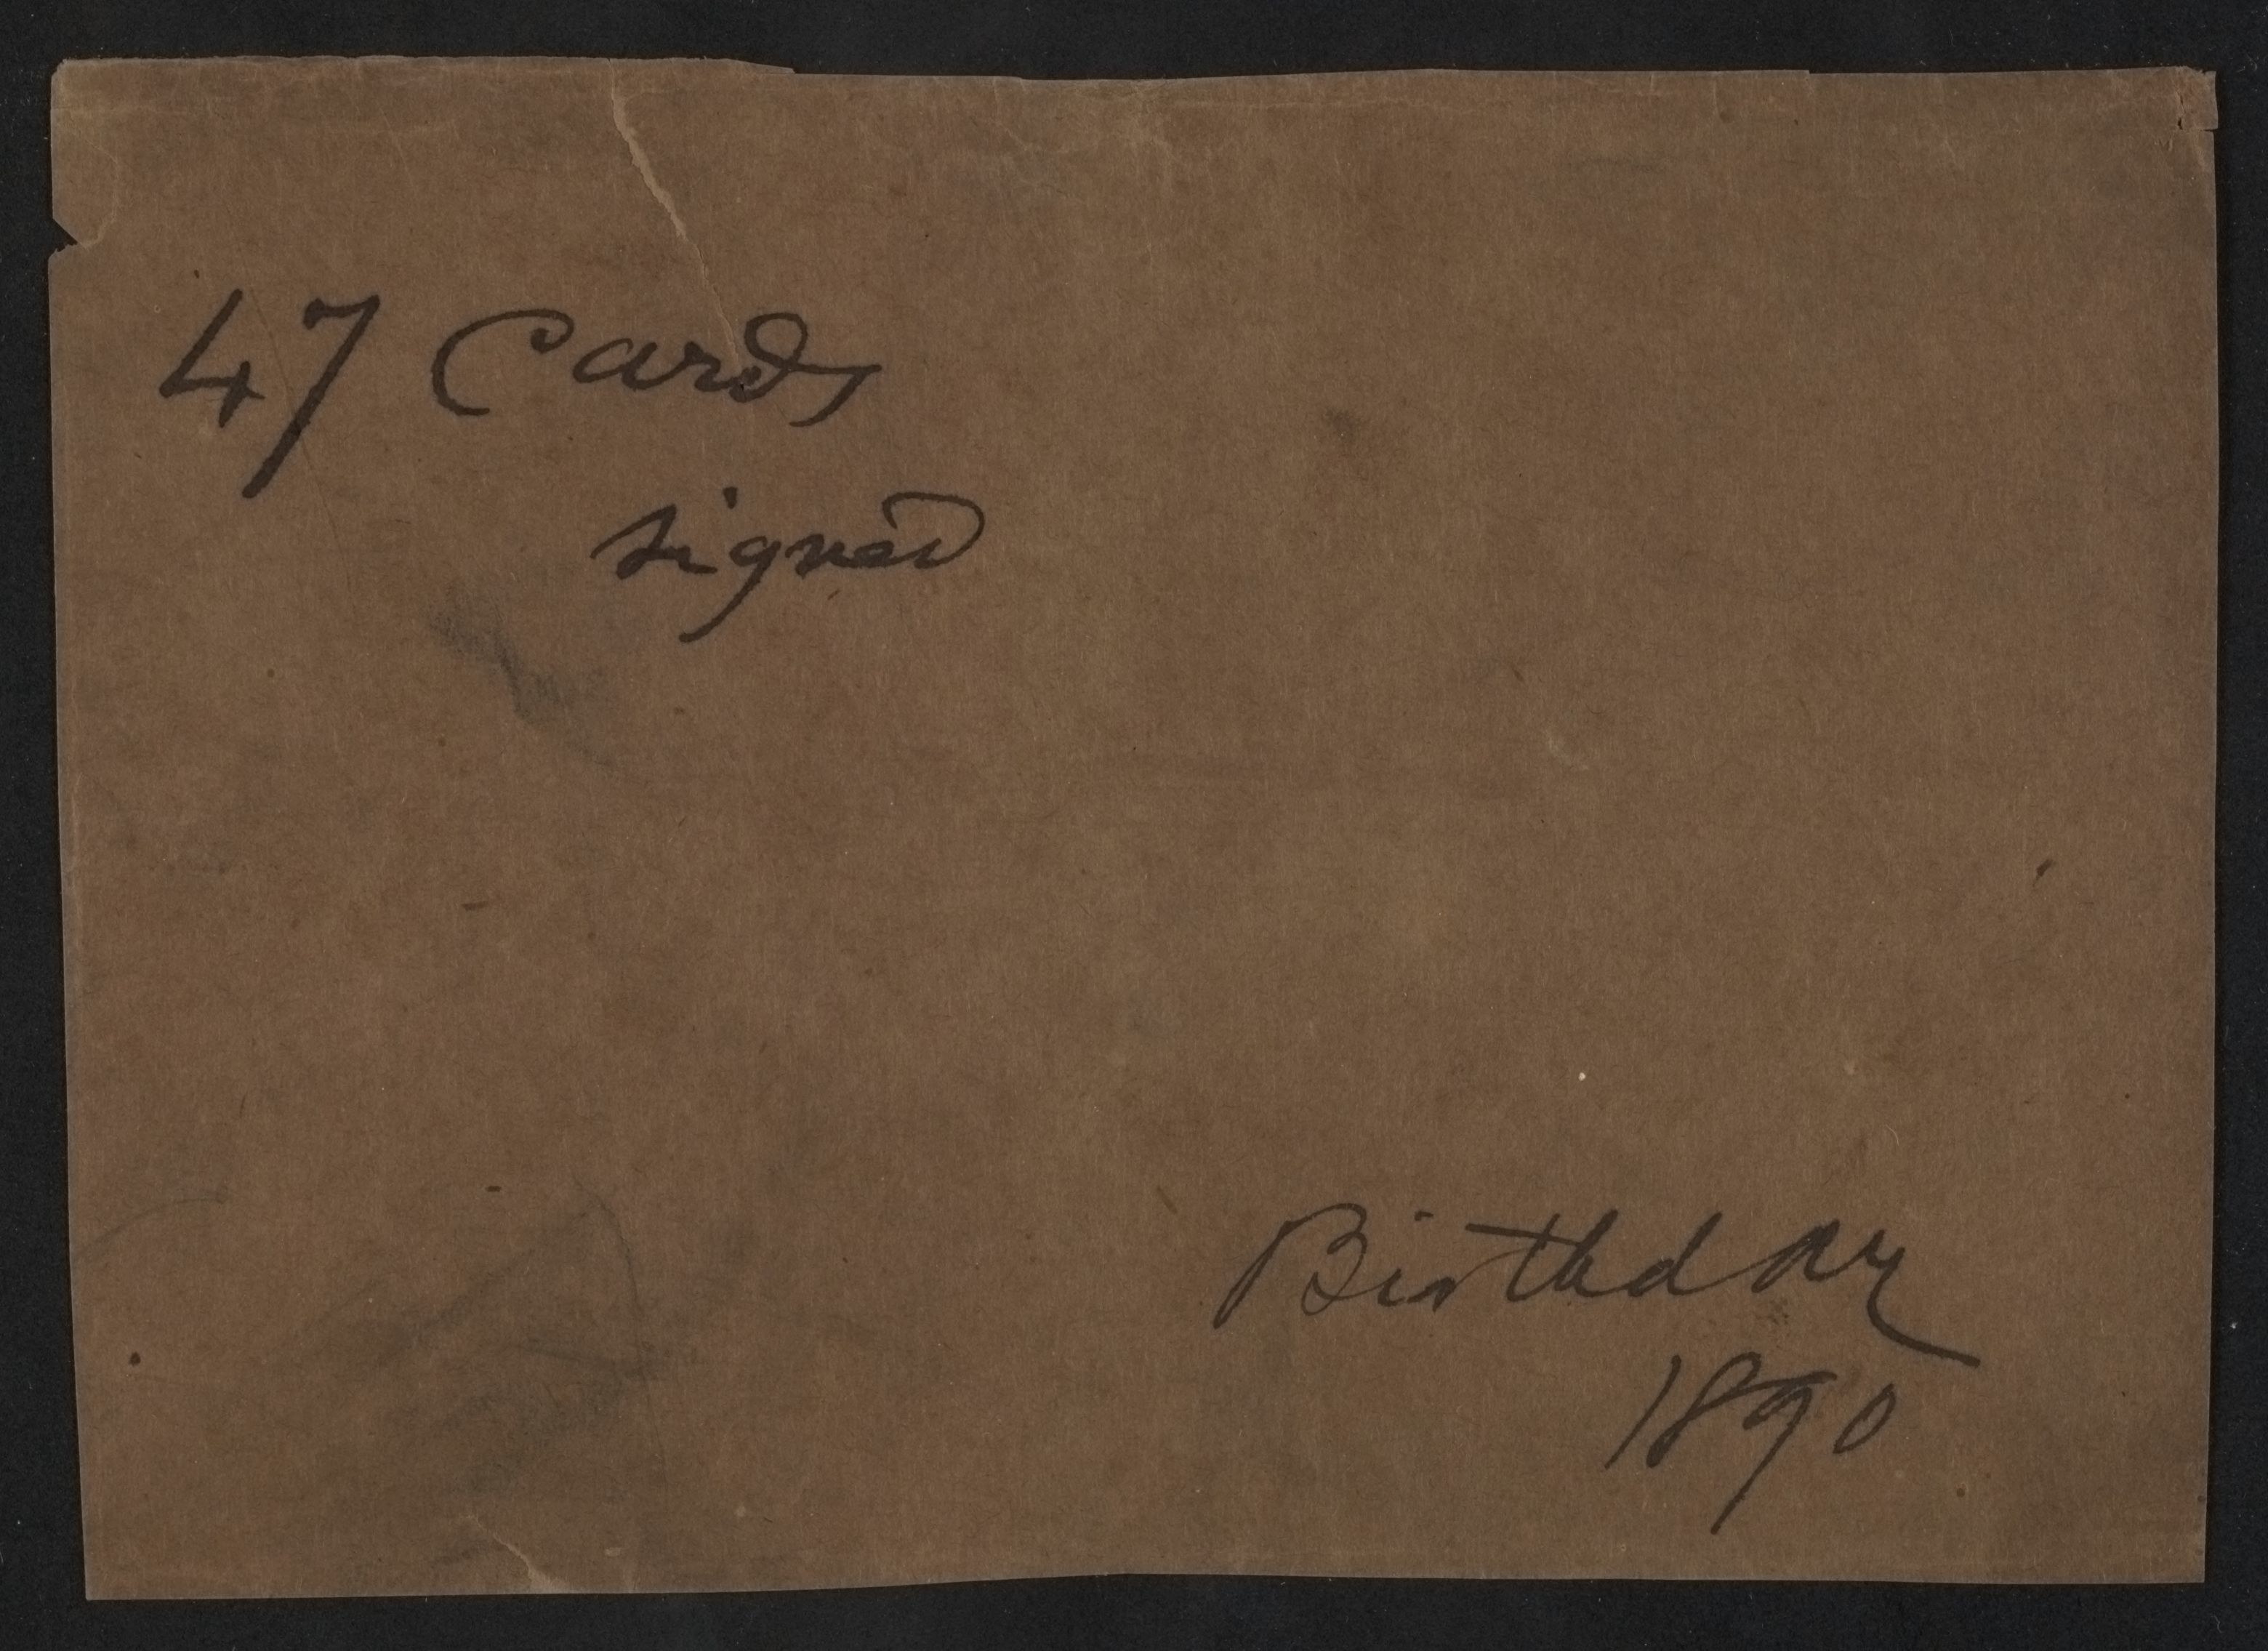 47 Cards
signed
Birthday
1890